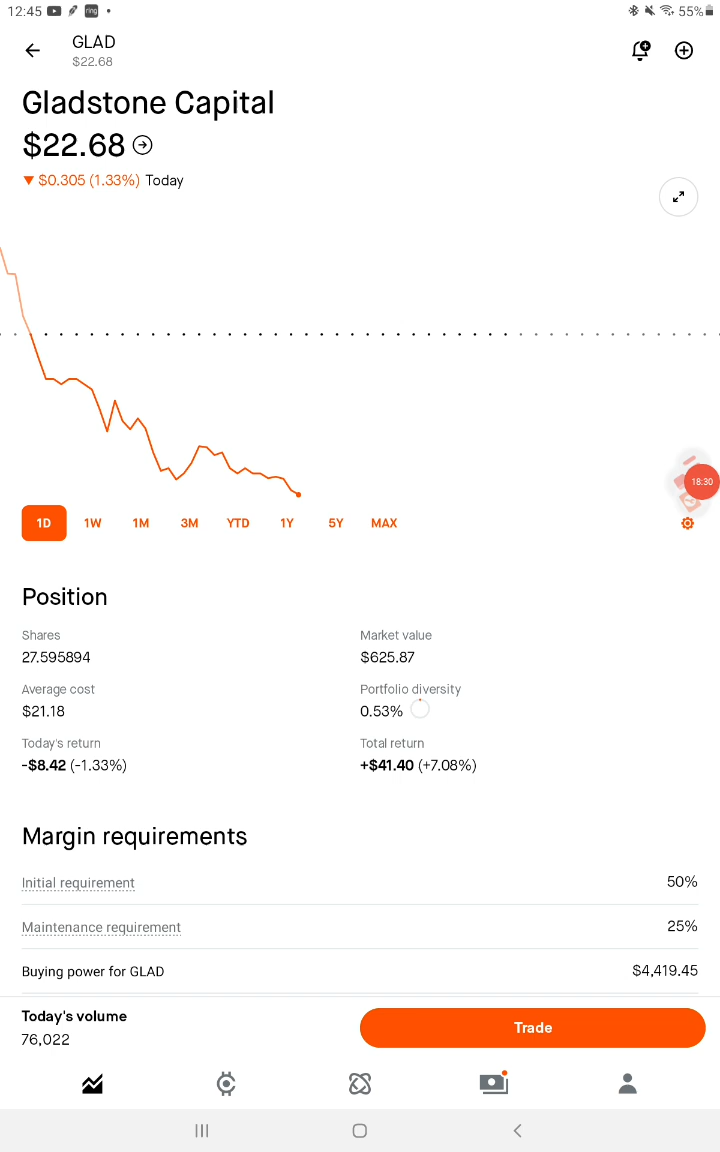 12:45 ring 55%
GLAD
$22.68
Gladstone Capital
$22.68
▼ $0.305 (1.33%) Today
18:30
1D 1W 1M 3M YTD 1Y 5Y MAX
Position
Shares Market value
27.595894 $625.87
Average cost Portfolio diversity
$21.18 0.53%
Today's return Total return
-$8.42 (-1.33%) +$41.40 (+7.08%)
Margin requirements
Initial requirement 50%
Maintenance requirement 25%
Buying power for GLAD $4,419.45
Today's volume
76,022
Trade